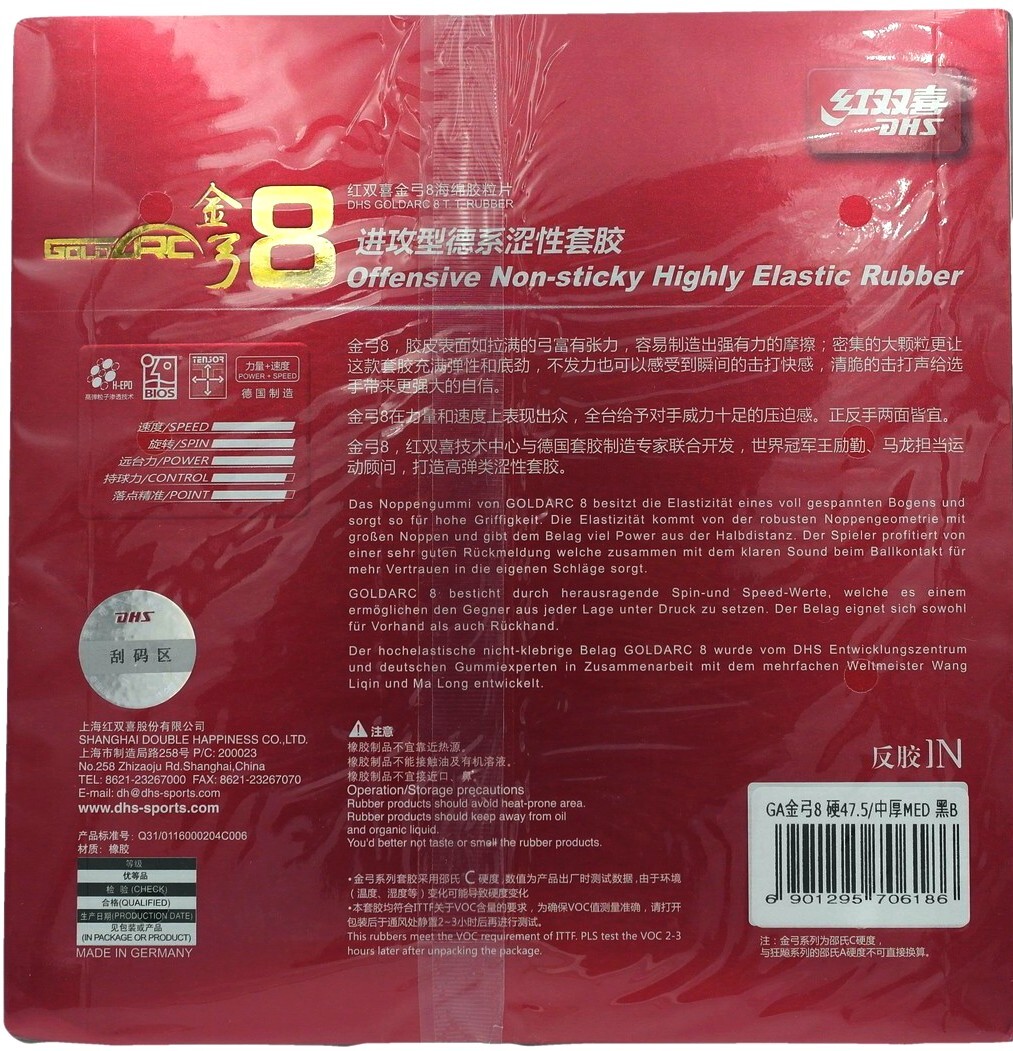 红双喜
DHS
GOLDARC
金弓8
红双喜金弓8海绵胶粒片
DHS GOLDARC 8 T.T.RUBBER
进攻型德系涩性套胶
Offensive Non-sticky Highly Elastic Rubber
H-EPD
高弹粒子渗透技术
BIOS
TENSOR
力量+速度
POWER + SPEED
德国制造
速度/SPEED
旋转/SPIN
远台力/POWER
持球力/CONTROL
落点精准/POINT
金弓8，胶皮表面如拉满的弓富有张力，容易制造出强有力的摩擦；密集的大颗粒更让
这款套胶充满弹性和底劲，不发力也可以感受到瞬间的击打快感，清脆的击打声给选
手带来更强大的自信。
金弓8在力量和速度上表现出众，全台给予对手威力十足的压迫感。正反手两面皆宜。
金弓8，红双喜技术中心与德国套胶制造专家联合开发，世界冠军王励勤、马龙担当运
动顾问，打造高弹类涩性套胶。
Das Noppengummi von GOLDARC 8 besitzt die Elastizität eines voll gespannten Bogens und
sorgt so für hohe Griffigkeit. Die Elastizität kommt von der robusten Noppengeometrie mit
großen Noppen und gibt dem Belag viel Power aus der Halbdistanz. Der Spieler profitiert von
einer sehr guten Rückmeldung welche zusammen mit dem klaren Sound beim Ballkontakt für
mehr Vertrauen in die eigenen Schläge sorgt.
GOLDARC 8 besticht durch herausragende Spin-und Speed-Werte, welche es einem
ermöglichen den Gegner aus jeder Lage unter Druck zu setzen. Der Belag eignet sich sowohl
für Vorhand als auch Rückhand.
Der hochelastische nicht-klebrige Belag GOLDARC 8 wurde vom DHS Entwicklungszentrum
und deutschen Gummiexperten in Zusammenarbeit mit dem mehrfachen Weltmeister Wang
Liqin und Ma Long entwickelt.
DHS
刮码区
上海红双喜股份有限公司
SHANGHAI DOUBLE HAPPINESS CO.,LTD.
上海市制造局路258号 P/C: 200023
No.258 Zhizaoju Rd.Shanghai,China
TEL: 8621-23267000 FAX: 8621-23267070
E-mail: dh@dhs-sports.com
www.dhs-sports.com
产品标准号：Q31/0116000204C006
材质：橡胶
等级
优等品
检 验 (CHECK)
合格(QUALIFIED)
生产日期(PRODUCTION DATE)
见包装或产品
(IN PACKAGE OR PRODUCT)
MADE IN GERMANY
注意
橡胶制品不宜靠近热源。
橡胶制品不能接触油及有机溶液。
橡胶制品不宜接近口、鼻。
Operation/Storage precautions
Rubber products should avoid heat-prone area.
Rubber products should keep away from oil
and organic liquid.
You'd better not taste or smell the rubber products.
•金弓系列套胶采用邵氏C硬度，数值为产品出厂时测试数据，由于环境
（温度、湿度等）变化可能导致硬度变化
•本套胶均符合ITTF关于VOC含量的要求，为确保VOC值测量准确，请打开
包装后于通风处静置2~3小时后再进行测试。
This rubbers meet the VOC requirement of ITTF. PLS test the VOC 2-3
hours later after unpacking the package.
反胶IN
GA金弓8 硬47.5/中厚MED 黑B
6 901295 706186
注：金弓系列为邵氏C硬度，
与狂飚系列的邵氏A硬度不可直接换算。